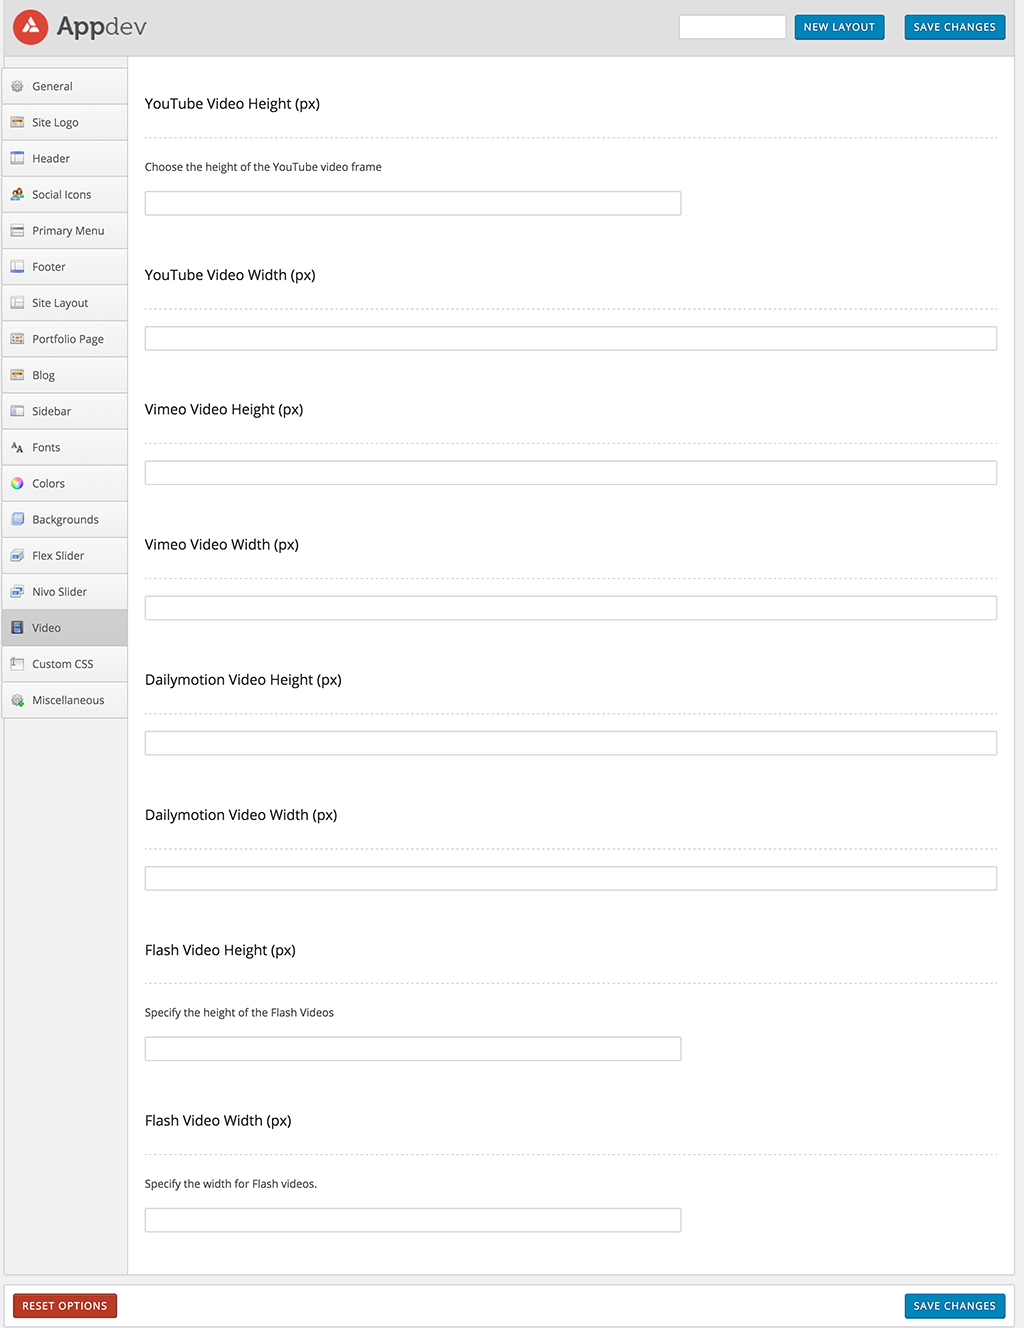 Appdev
NEW LAYOUT
SAVE CHANGES
General
Site Logo
Header
Social Icons
Primary Menu
Footer
Site Layout
Portfolio Page
Blog
Sidebar
Fonts
Colors
Backgrounds
Flex Slider
Nivo Slider
Video
Custom CSS
Miscellaneous
YouTube Video Height (px)
Choose the height of the YouTube video frame
YouTube Video Width (px)
Vimeo Video Height (px)
Vimeo Video Width (px)
Dailymotion Video Height (px)
Dailymotion Video Width (px)
Flash Video Height (px)
Specify the height of the Flash Videos
Flash Video Width (px)
Specify the width for Flash videos.
RESET OPTIONS
SAVE CHANGES